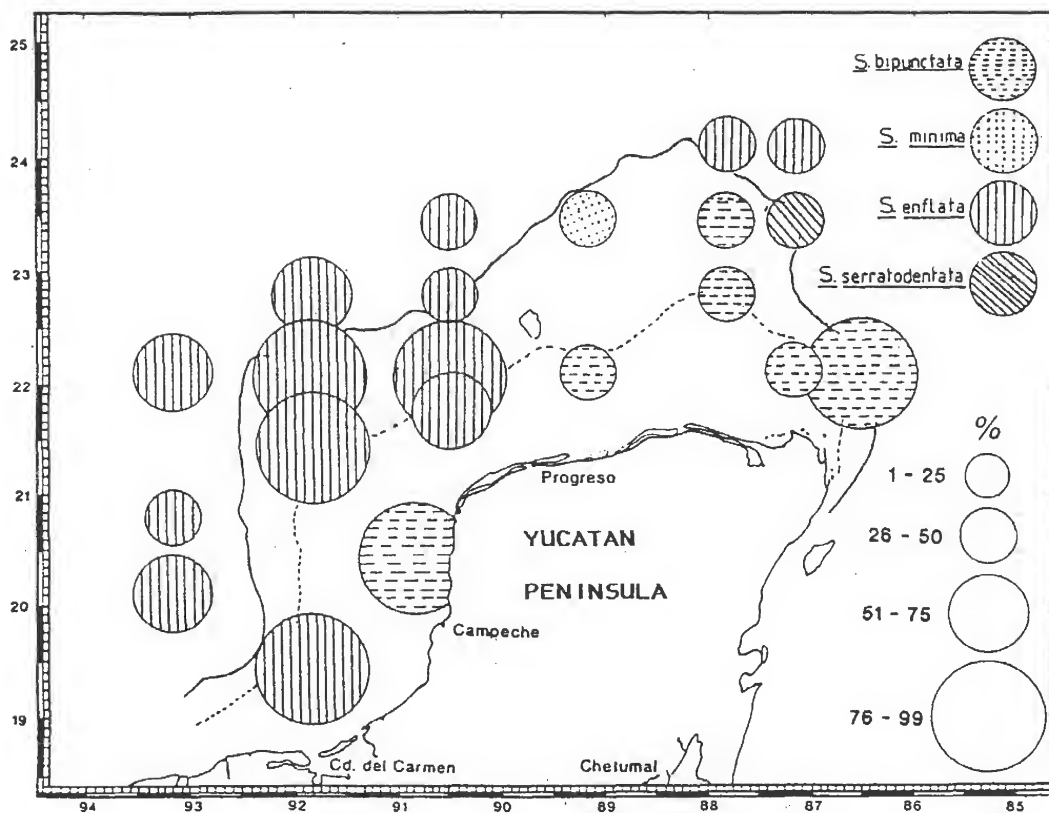 25
24
23
22
21
20
19
S. bipunctata
S. minima
S. enflata
S. serratodentata
%
1 - 25
26 - 50
51 - 75
76 - 99
Progreso
YUCATAN
PENINSULA
Campeche
Cd. del Carmen
Chetumal
94 93 92 91 90 89 88 87 86 85